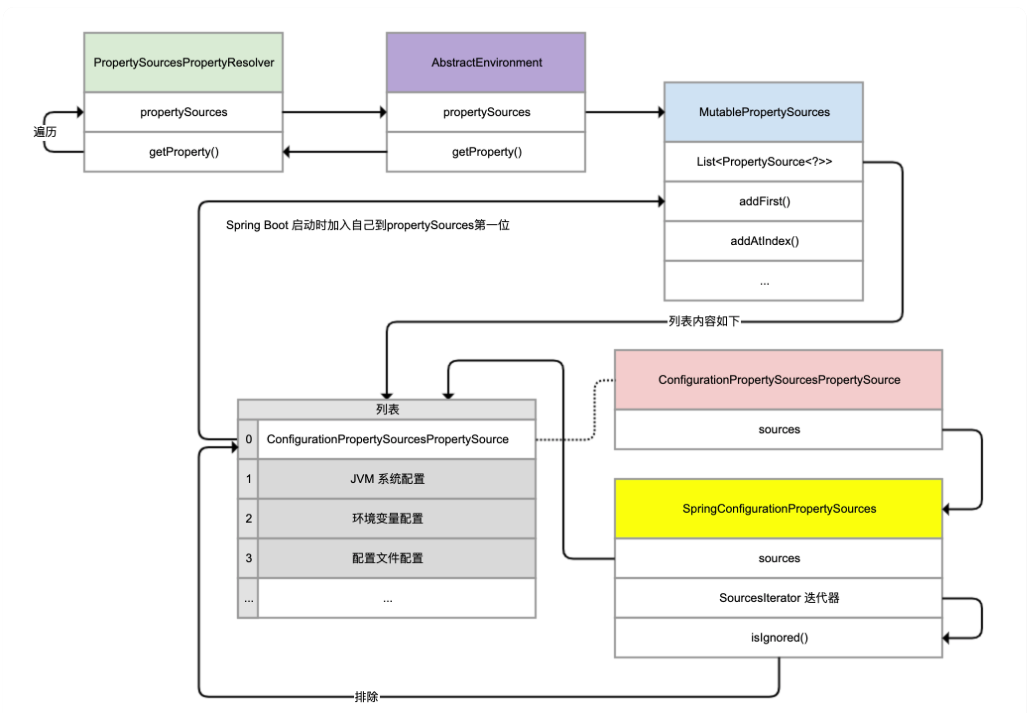 PropertySourcesPropertyResolver
propertySources
getProperty()
遍历
AbstractEnvironment
propertySources
getProperty()
MutablePropertySources
List<PropertySource<?>>
addFirst()
addAtIndex()
...
Spring Boot 启动时加入自己到propertySources第一位
列表内容如下
列表
0 ConfigurationPropertySourcesPropertySource
1 JVM 系统配置
2 环境变量配置
3 配置文件配置
... ...
ConfigurationPropertySourcesPropertySource
sources
SpringConfigurationPropertySources
sources
SourcesIterator 迭代器
isIgnored()
排除